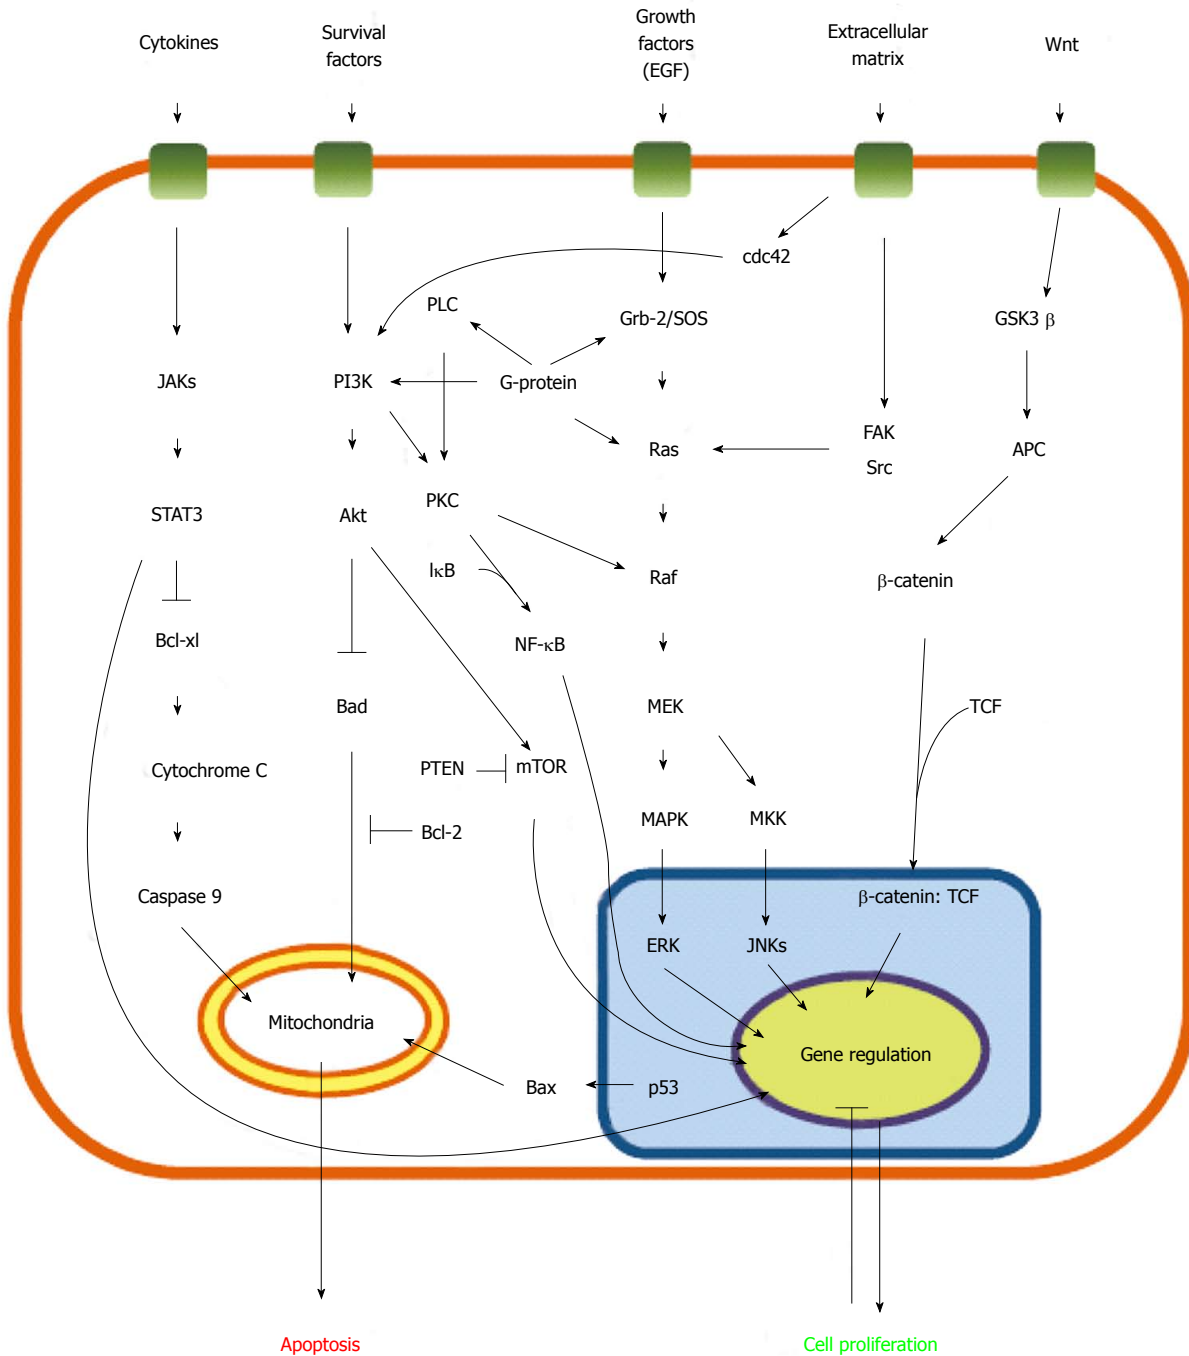 Cytokines
Survival
factors
Growth
factors
(EGF)
Extracellular
matrix
Wnt
cdc42
PLC
Grb-2/SOS
GSK3 β
JAKs
PI3K
G-protein
FAK
Src
Ras
APC
PKC
STAT3
Akt
IκB
Raf
β-catenin
Bcl-xl
NF-κB
Bad
MEK
TCF
Cytochrome C
PTEN
mTOR
Bcl-2
MAPK
MKK
Caspase 9
β-catenin: TCF
ERK
JNKs
Mitochondria
Gene regulation
Bax
p53
Apoptosis
Cell proliferation